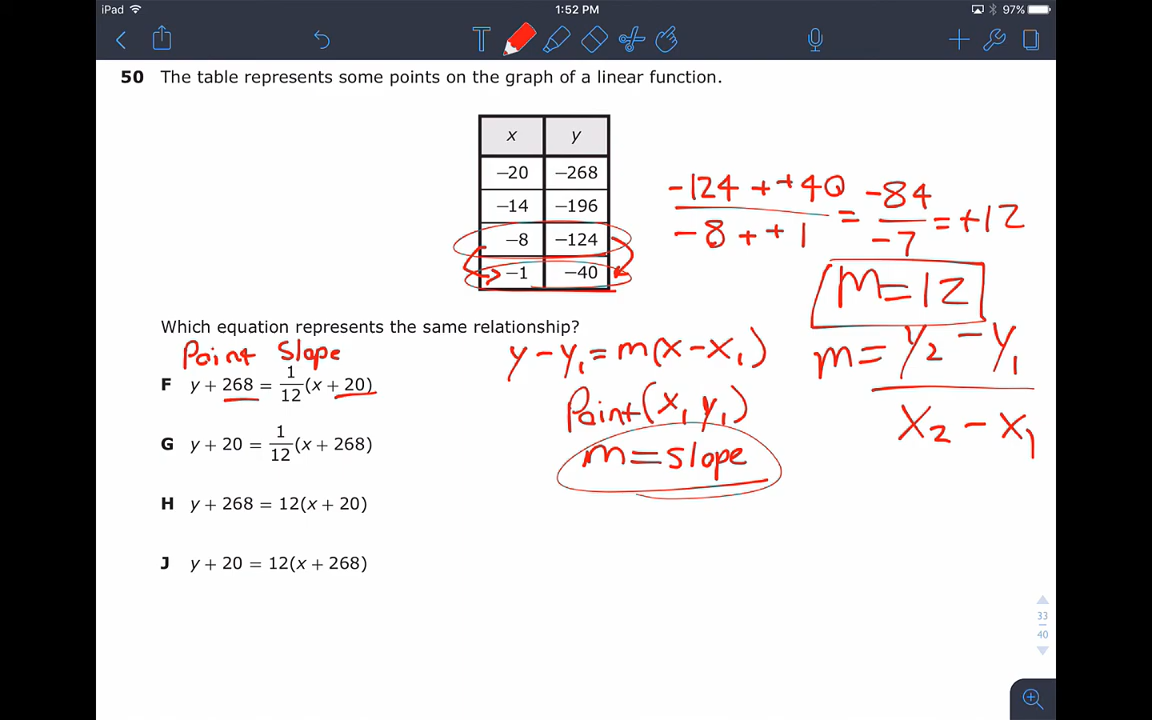 iPad 1:52 PM 97%
T
50 The table represents some points on the graph of a linear function.
x y
−20 −268
−14 −196
−8 −124
−1 −40
-124 + +40 / -8 + +1 = -84 / -7 = +12
m=12
Which equation represents the same relationship?
Point Slope
y - y₁ = m(x - x₁)
m = y₂ - y₁ / x₂ - x₁
F y + 268 = 1/12(x + 20)
Point (x₁ y₁)
G y + 20 = 1/12(x + 268)
m = slope
H y + 268 = 12(x + 20)
J y + 20 = 12(x + 268)
33
40